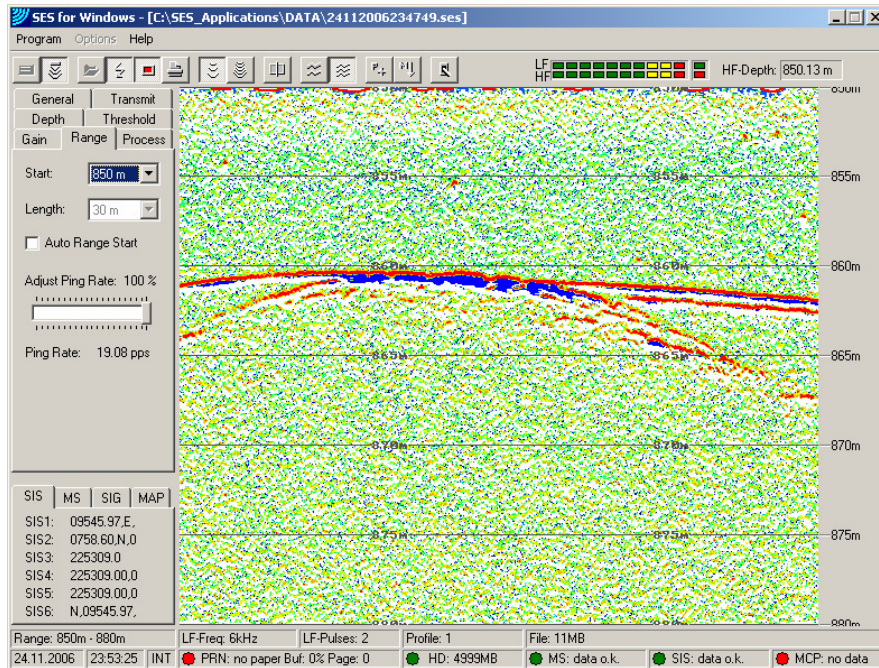 SES for Windows - [C:\SES_Applications\DATA\24112006234749.ses]
Program Options Help
LF
HF
HF-Depth: 850.13 m
General Transmit
Depth Threshold
Gain Range Process
Start: 850 m
Length: 30 m
Auto Range Start
Adjust Ping Rate: 100 %
Ping Rate: 19.08 pps
850m 870m 850m
855m 855m 855m
860m 860m 860m
865m 865m
870m 870m 870m
875m 875m 875m
880m 880m 880m
SIS MS SIG MAP
SIS1: 09545.97,E,
SIS2: 0758.60,N,0
SIS3: 225309.0
SIS4: 225309.00,0
SIS5: 225309.00,0
SIS6: N,09545.97,
Range: 850m - 880m LF-Freq: 6kHz LF-Pulses: 2 Profile: 1 File: 11MB
24.11.2006 23:53:25 INT PRN: no paper Buf: 0% Page: 0 HD: 4999MB MS: data o.k. SIS: data o.k. MCP: no data